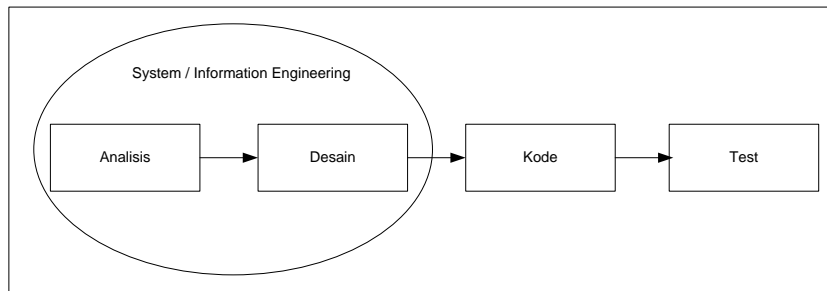 System / Information Engineering
Analisis
Desain
Kode
Test